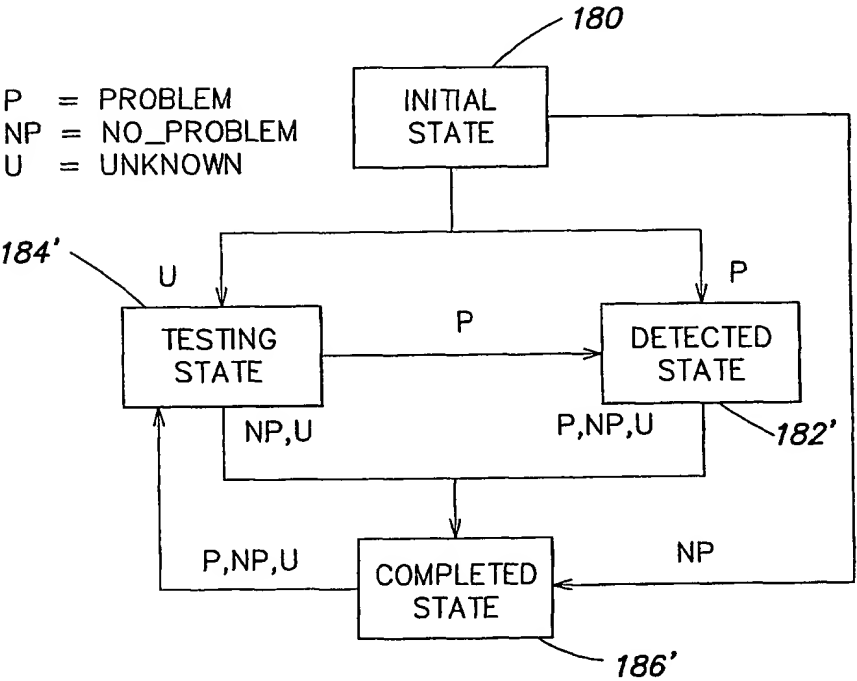 180
INITIAL
STATE
P = PROBLEM
NP = NO_PROBLEM
U = UNKNOWN
184'
U
P
TESTING
STATE
P
DETECTED
STATE
NP,U
P,NP,U
182'
P,NP,U
COMPLETED
STATE
NP
186'